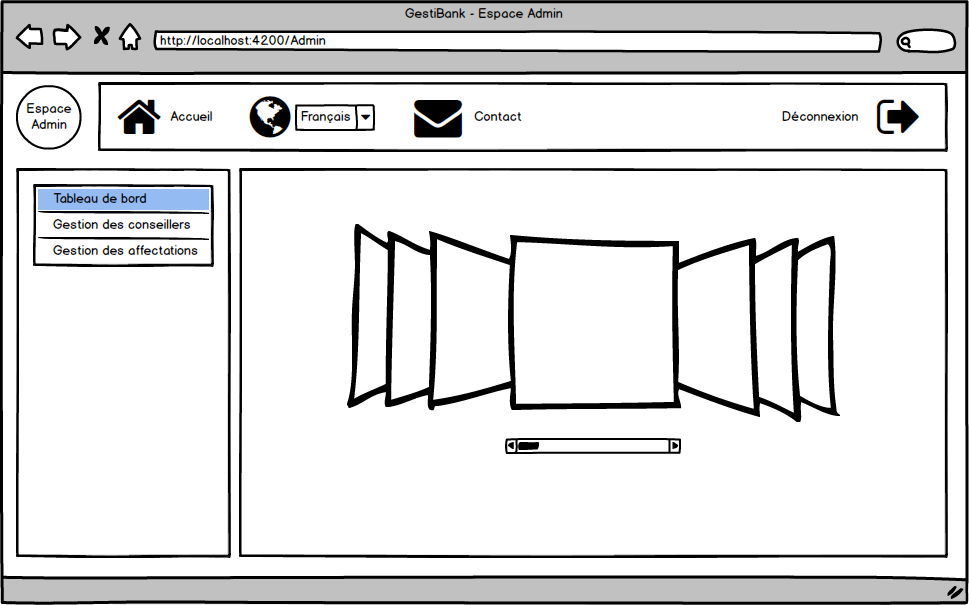 GestiBank - Espace Admin
http://localhost:4200/Admin
Espace
Admin
Accueil
Français
Contact
Déconnexion
Tableau de bord
Gestion des conseillers
Gestion des affectations